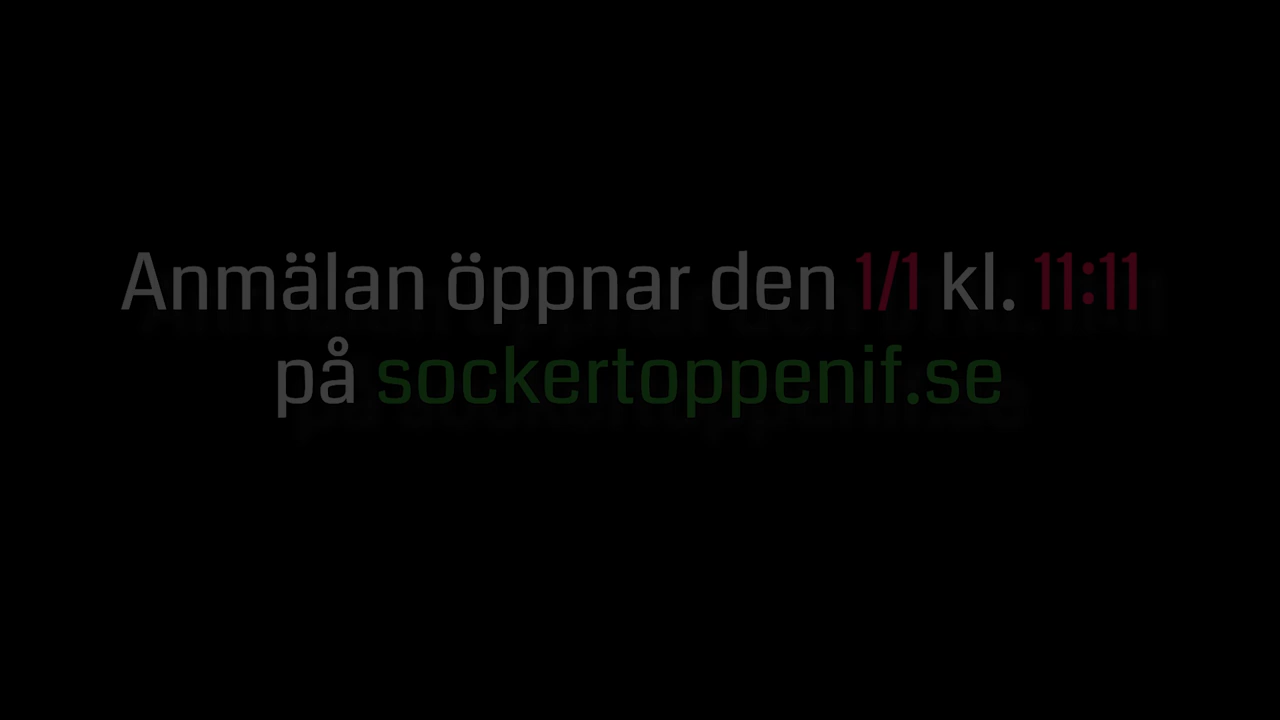 Anmälan öppnar den 1/1 kl. 11:11
på sockertoppenif.se